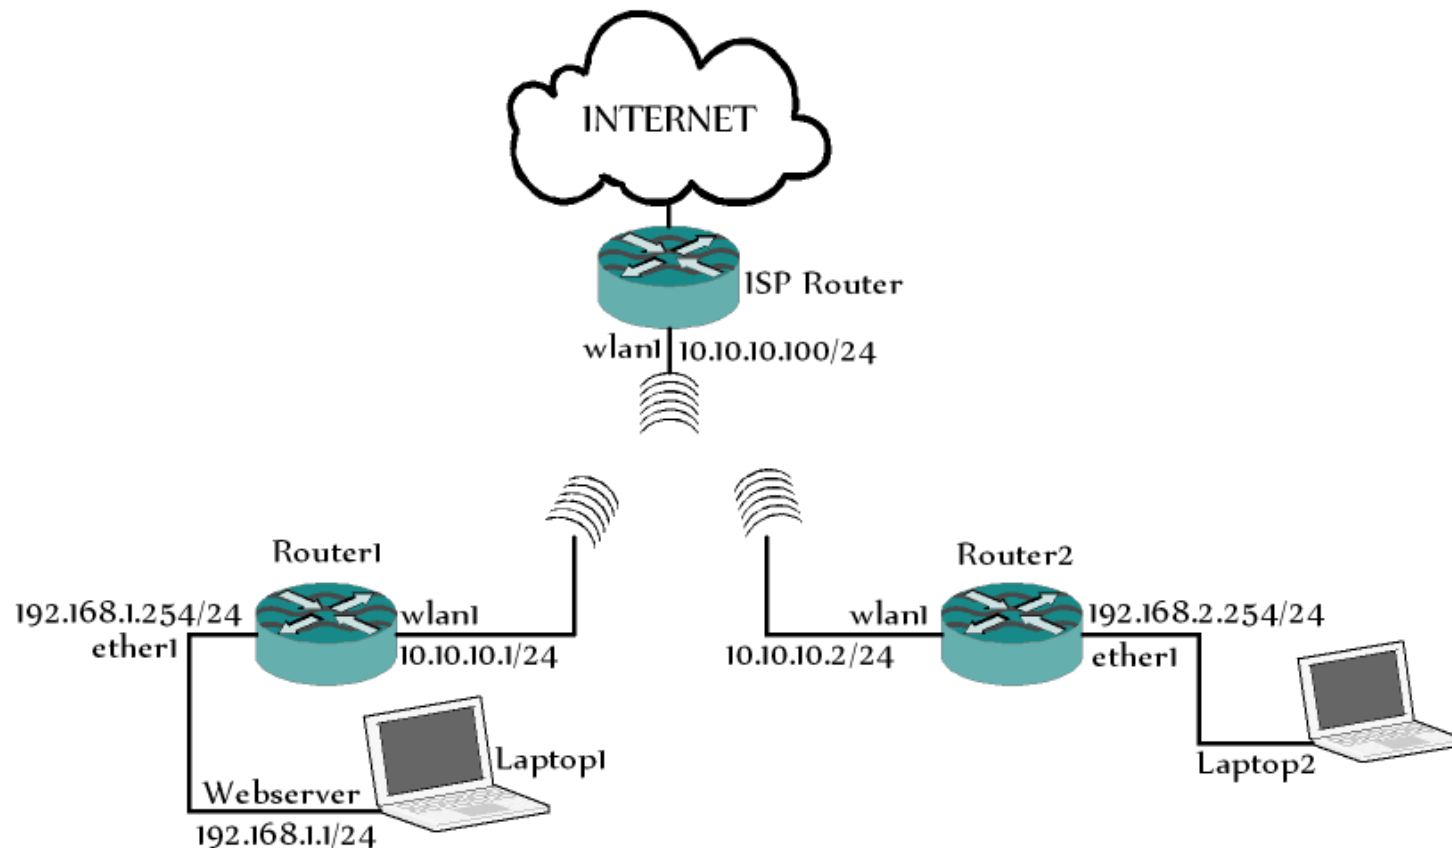 INTERNET
ISP Router
wlan1 10.10.10.100/24
Router1
192.168.1.254/24
ether1
wlan1
10.10.10.1/24
Router2
wlan1
10.10.10.2/24
192.168.2.254/24
ether1
Laptop1
Webserver
192.168.1.1/24
Laptop2